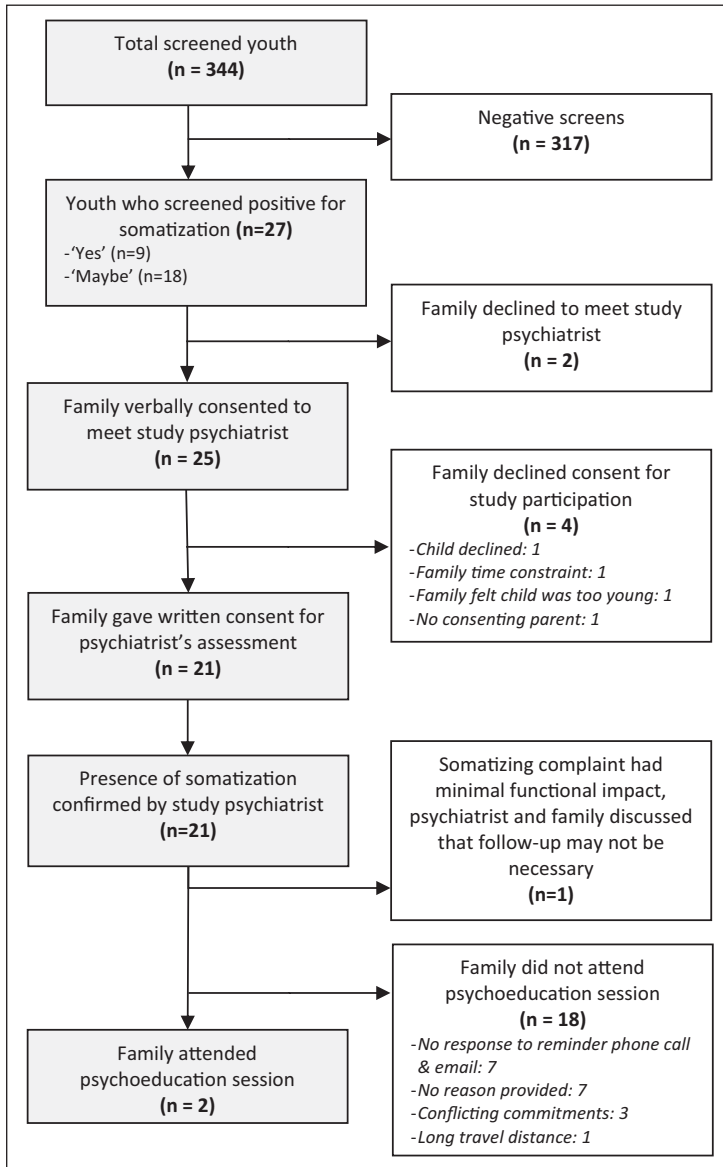 Total screened youth
(n = 344)
Negative screens
(n = 317)
Youth who screened positive for
somatization (n=27)
-'Yes' (n=9)
-'Maybe' (n=18)
Family declined to meet study
psychiatrist
(n = 2)
Family verbally consented to
meet study psychiatrist
(n = 25)
Family declined consent for
study participation
(n = 4)
-Child declined: 1
-Family time constraint: 1
-Family felt child was too young: 1
-No consenting parent: 1
Family gave written consent for
psychiatrist's assessment
(n = 21)
Presence of somatization
confirmed by study psychiatrist
(n=21)
Somatizing complaint had
minimal functional impact,
psychiatrist and family discussed
that follow-up may not be
necessary
(n=1)
Family did not attend
psychoeducation session
(n = 18)
-No response to reminder phone call
& email: 7
-No reason provided: 7
-Conflicting commitments: 3
-Long travel distance: 1
Family attended
psychoeducation session
(n = 2)